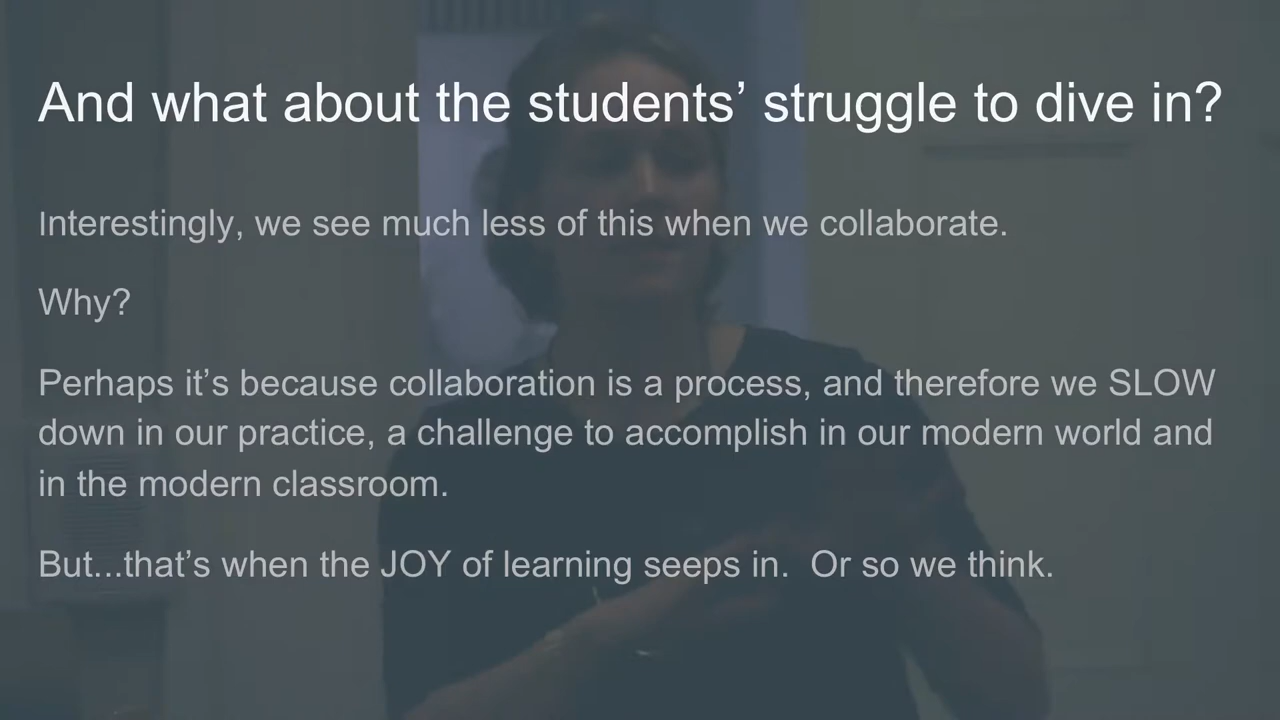 And what about the students’ struggle to dive in?
Interestingly, we see much less of this when we collaborate.
Why?
Perhaps it’s because collaboration is a process, and therefore we SLOW
down in our practice, a challenge to accomplish in our modern world and
in the modern classroom.
But...that’s when the JOY of learning seeps in.  Or so we think.